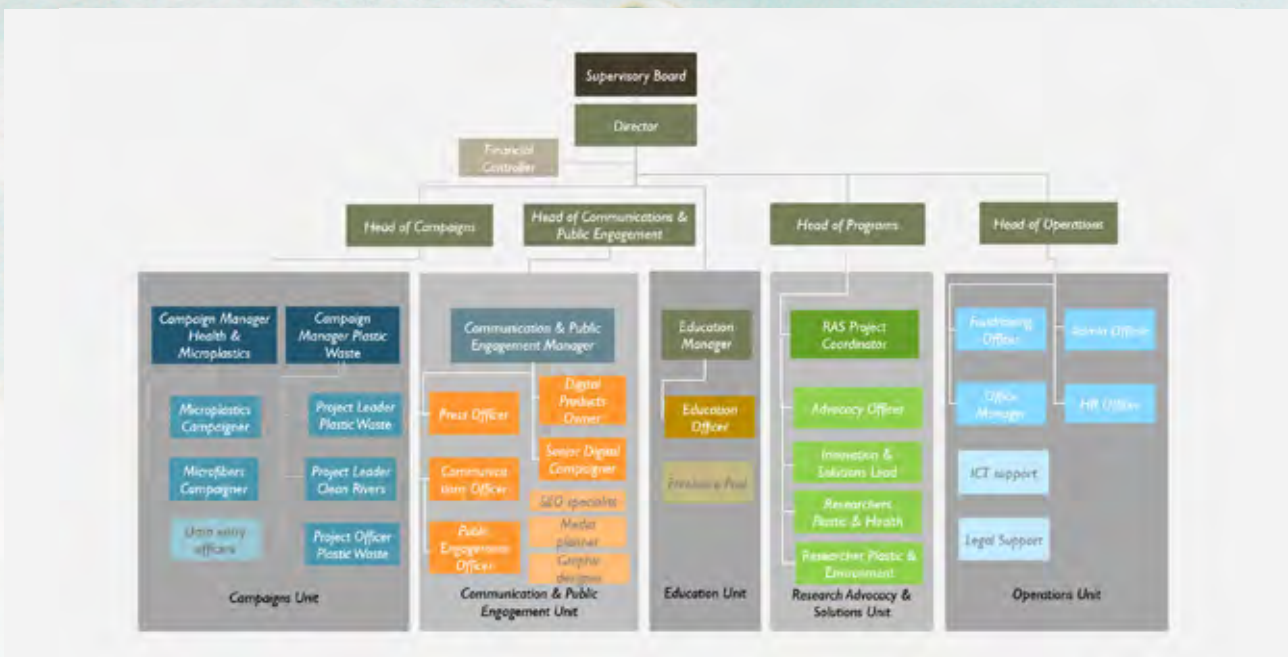 Supervisory Board
Director
Financial
Controller
Head of Campaigns
Head of Communications &
Public Engagement
Head of Programs
Head of Operations
Campaign Manager
Health &
Microplastics
Campaign
Manager Plastic
Waste
Microplastics
Campaigner
Project Leader
Plastic Waste
Microfibers
Campaigner
Project Leader
Clean Rivers
Data entry
officers
Project Officer
Plastic Waste
Campaigns Unit
Communication & Public
Engagement Manager
Press Officer
Digital
Products
Owner
Communica
tions Officer
Senior Digital
Campaigner
SEO specialist
Public
Engagement
Officer
Media
planner
Graphic
designer
Communication & Public
Engagement Unit
Education
Manager
Education
Officer
Freelance Pool
Education Unit
RAS Project
Coordinator
Advocacy Officer
Innovation &
Solutions Lead
Researchers
Plastic & Health
Researcher Plastic &
Environment
Research Advocacy &
Solutions Unit
Fundraising
Officer
Admin Officer
Office
Manager
HR Officer
ICT support
Legal Support
Operations Unit